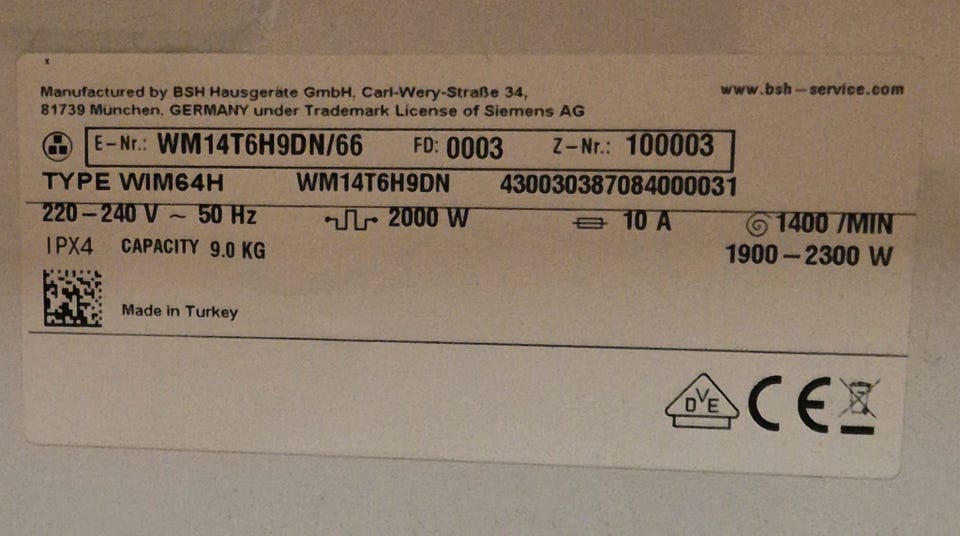 Manufactured by BSH Hausgeräte GmbH, Carl-Wery-Straße 34,
81739 München, GERMANY under Trademark License of Siemens AG
www.bsh-service.com
E-Nr.: WM14T6H9DN/66 FD: 0003 Z-Nr.: 100003
TYPE WIM64H WM14T6H9DN 430030387084000031
220-240 V ~ 50 Hz 2000 W 10 A 1400 /MIN
IPX4 CAPACITY 9.0 KG 1900-2300 W
Made in Turkey
DVE CE